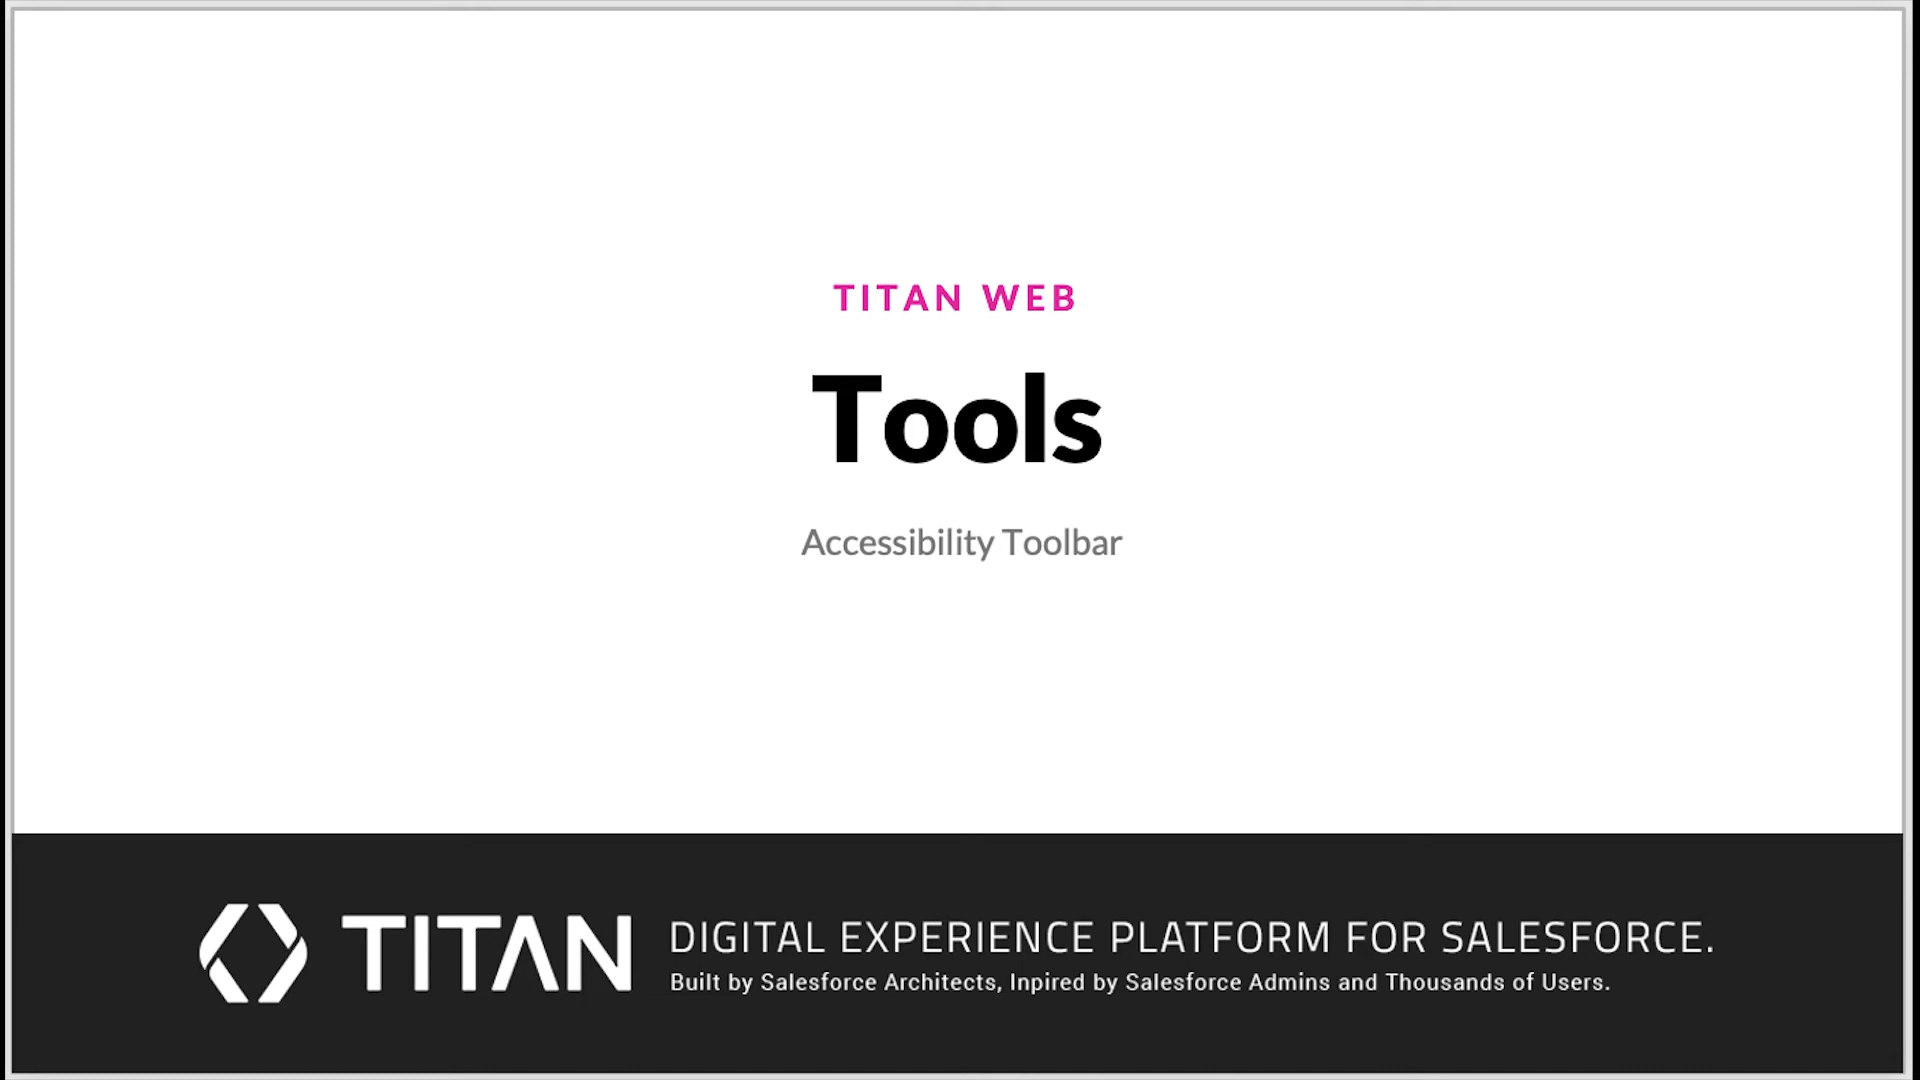 TITAN WEB
Tools
Accessibility Toolbar
TITAN
DIGITAL EXPERIENCE PLATFORM FOR SALESFORCE.
Built by Salesforce Architects, Inpired by Salesforce Admins and Thousands of Users.